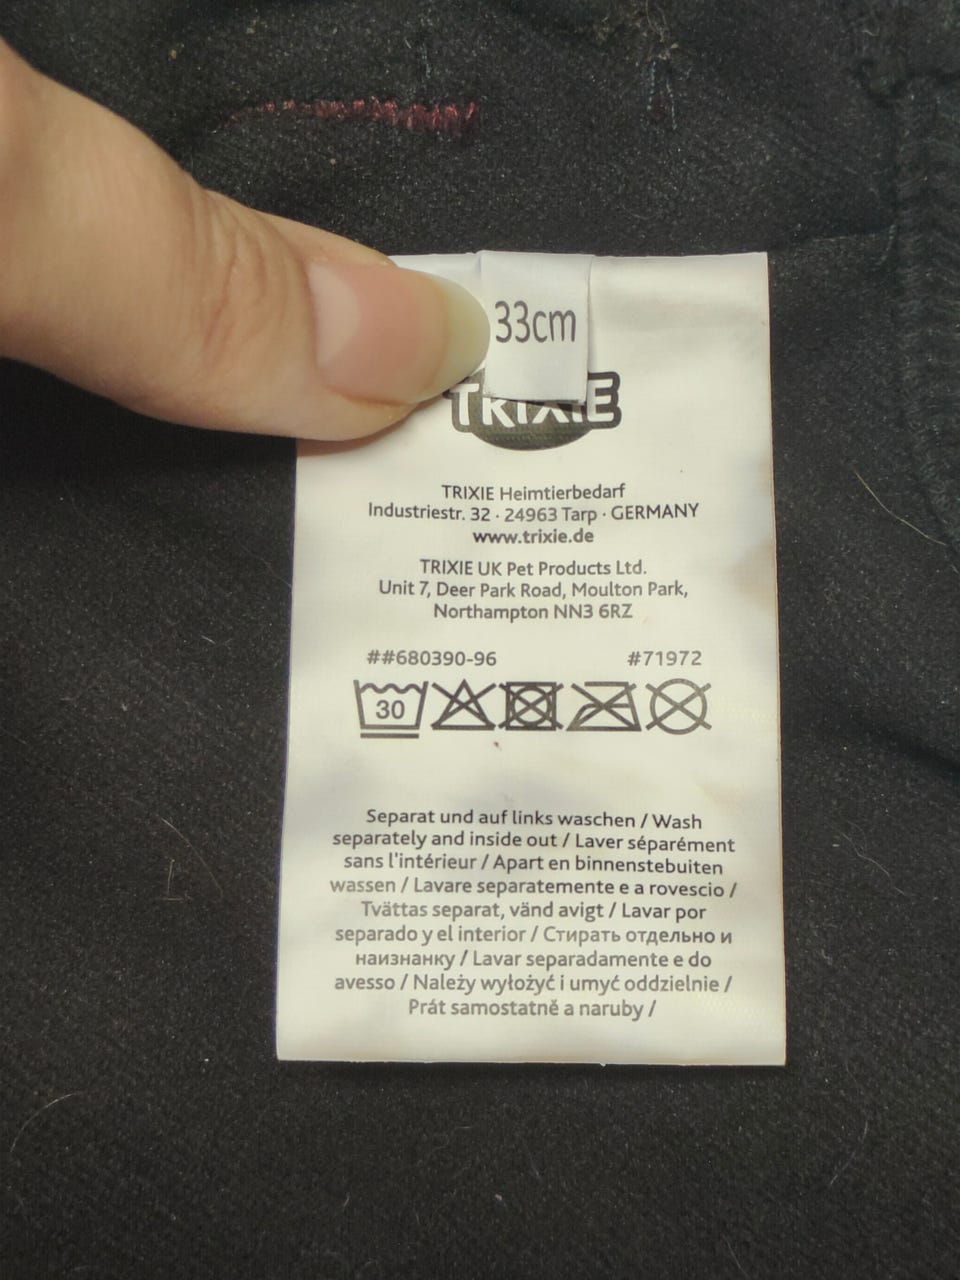 33cm
TRIXIE
TRIXIE Heimtierbedarf
Industriestr. 32 · 24963 Tarp · GERMANY
www.trixie.de
TRIXIE UK Pet Products Ltd.
Unit 7, Deer Park Road, Moulton Park,
Northampton NN3 6RZ
##680390-96 #71972
30
Separat und auf links waschen / Wash
separately and inside out / Laver séparément
sans l'intérieur / Apart en binnenstebuiten
wassen / Lavare separatemente e a rovescio /
Tvättas separat, vänd avigt / Lavar por
separado y el interior / Стирать отдельно и
наизнанку / Lavar separadamente e do
avesso / Należy wyłożyć i umyć oddzielnie /
Prát samostatně a naruby /